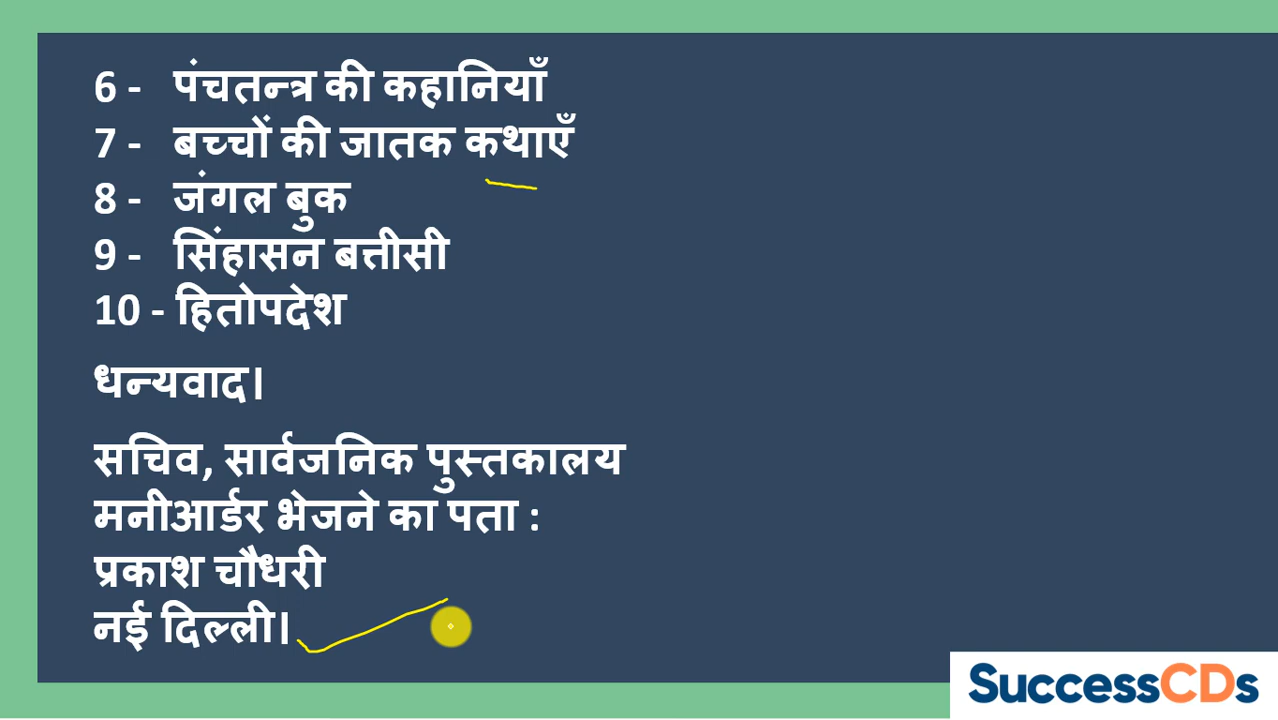 6 - पंचतन्त्र की कहानियाँ
7 - बच्चों की जातक कथाएँ
8 - जंगल बुक
9 - सिंहासन बत्तीसी
10 - हितोपदेश
धन्यवाद।
सचिव, सार्वजनिक पुस्तकालय
मनीआर्डर भेजने का पता :
प्रकाश चौधरी
नई दिल्ली।
SuccessCDs